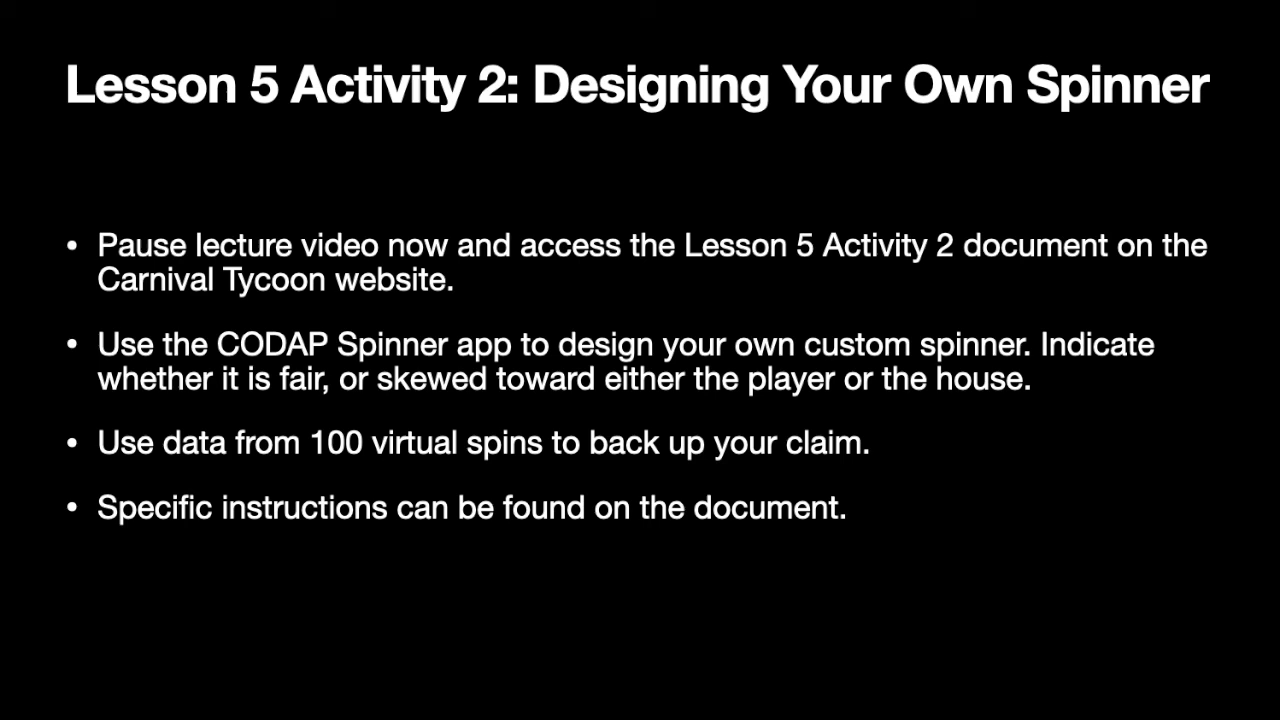 Lesson 5 Activity 2: Designing Your Own Spinner
• Pause lecture video now and access the Lesson 5 Activity 2 document on the
Carnival Tycoon website.
• Use the CODAP Spinner app to design your own custom spinner. Indicate
whether it is fair, or skewed toward either the player or the house.
• Use data from 100 virtual spins to back up your claim.
• Specific instructions can be found on the document.